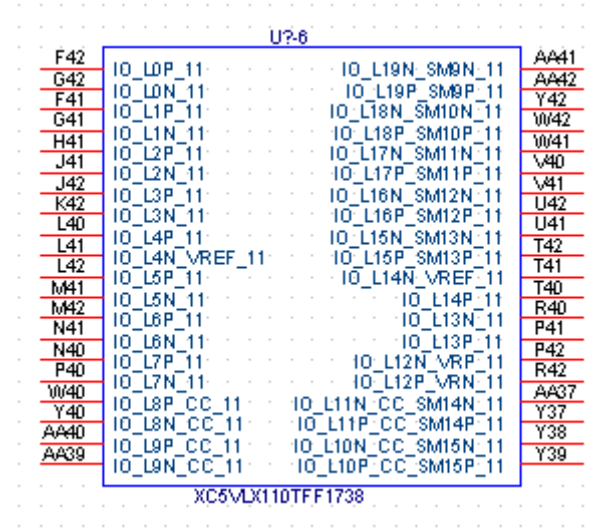 U?-6
F42 IO_L0P_11 IO_L19N_SM9N_11 AA41
G42 IO_L0N_11 IO_L19P_SM9P_11 AA42
F41 IO_L1P_11 IO_L18N_SM10N_11 Y42
G41 IO_L1N_11 IO_L18P_SM10P_11 W42
H41 IO_L2P_11 IO_L17N_SM11N_11 W41
J41 IO_L2N_11 IO_L17P_SM11P_11 V40
J42 IO_L3P_11 IO_L16N_SM12N_11 V41
K42 IO_L3N_11 IO_L16P_SM12P_11 U42
L40 IO_L4P_11 IO_L15N_SM13N_11 U41
L41 IO_L4N_VREF_11 IO_L15P_SM13P_11 T42
L42 IO_L5P_11 IO_L14N_VREF_11 T41
M41 IO_L5N_11 IO_L14P_11 T40
M42 IO_L6P_11 IO_L13N_11 R40
N41 IO_L6N_11 IO_L13P_11 P41
N40 IO_L7P_11 IO_L12N_VRP_11 P42
P40 IO_L7N_11 IO_L12P_VRN_11 R42
W40 IO_L8P_CC_11 IO_L11N_CC_SM14N_11 AA37
Y40 IO_L8N_CC_11 IO_L11P_CC_SM14P_11 Y37
AA40 IO_L9P_CC_11 IO_L10N_CC_SM15N_11 Y38
AA39 IO_L9N_CC_11 IO_L10P_CC_SM15P_11 Y39
XC5VLX110TFF1738